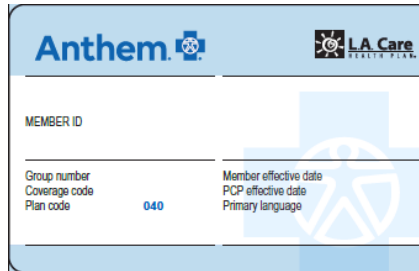 Anthem. L.A. Care
HEALTH PLAN.
MEMBER ID
Group number Member effective date
Coverage code PCP effective date
Plan code 040 Primary language